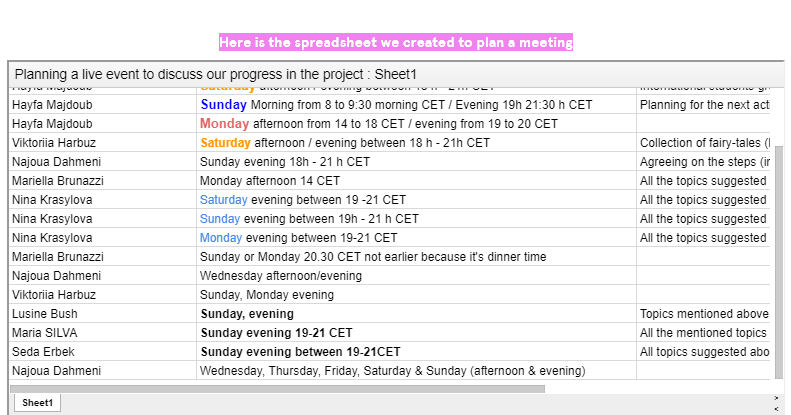 Here is the spreadsheet we created to plan a meeting
Planning a live event to discuss our progress in the project : Sheet1
Hayfa Majdoub Saturday afternoon / evening between 18 h - 21h CET International students gr
Hayfa Majdoub Sunday Morning from 8 to 9:30 morning CET / Evening 19h 21:30 h CET Planning for the next act
Hayfa Majdoub Monday afternoon from 14 to 18 CET / evening from 19 to 20 CET
Viktoriia Harbuz Saturday afternoon / evening between 18 h - 21h CET Collection of fairy-tales (
Najoua Dahmeni Sunday evening 18h - 21 h CET Agreeing on the steps (in
Mariella Brunazzi Monday afternoon 14 CET All the topics suggested
Nina Krasylova Saturday evening between 19 -21 CET All the topics suggested
Nina Krasylova Sunday evening between 19h - 21 h CET All the topics suggested
Nina Krasylova Monday evening between 19-21 CET All the topics suggested
Mariella Brunazzi Sunday or Monday 20.30 CET not earlier because it's dinner time
Najoua Dahmeni Wednesday afternoon/evening
Viktoriia Harbuz Sunday, Monday evening
Lusine Bush Sunday, evening Topics mentioned above
Maria SILVA Sunday evening 19-21 CET All the mentioned topics
Seda Erbek Sunday evening between 19-21CET All topics suggested abo
Najoua Dahmeni Wednesday, Thursday, Friday, Saturday & Sunday (afternoon & evening)
Sheet1